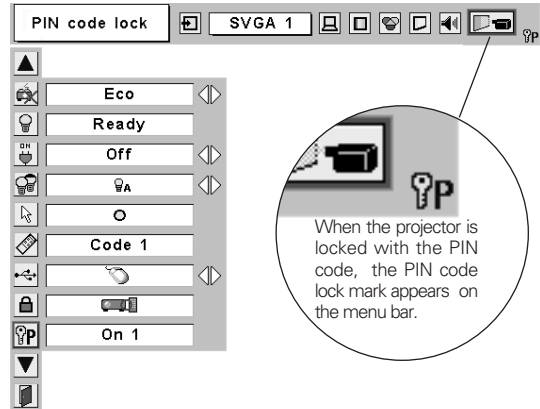 PIN code lock
SVGA 1
P
Eco
Ready
ON
Off
A
Code 1
P
On 1
P
When the projector is
locked with the PIN
code, the PIN code
lock mark appears on
the menu bar.